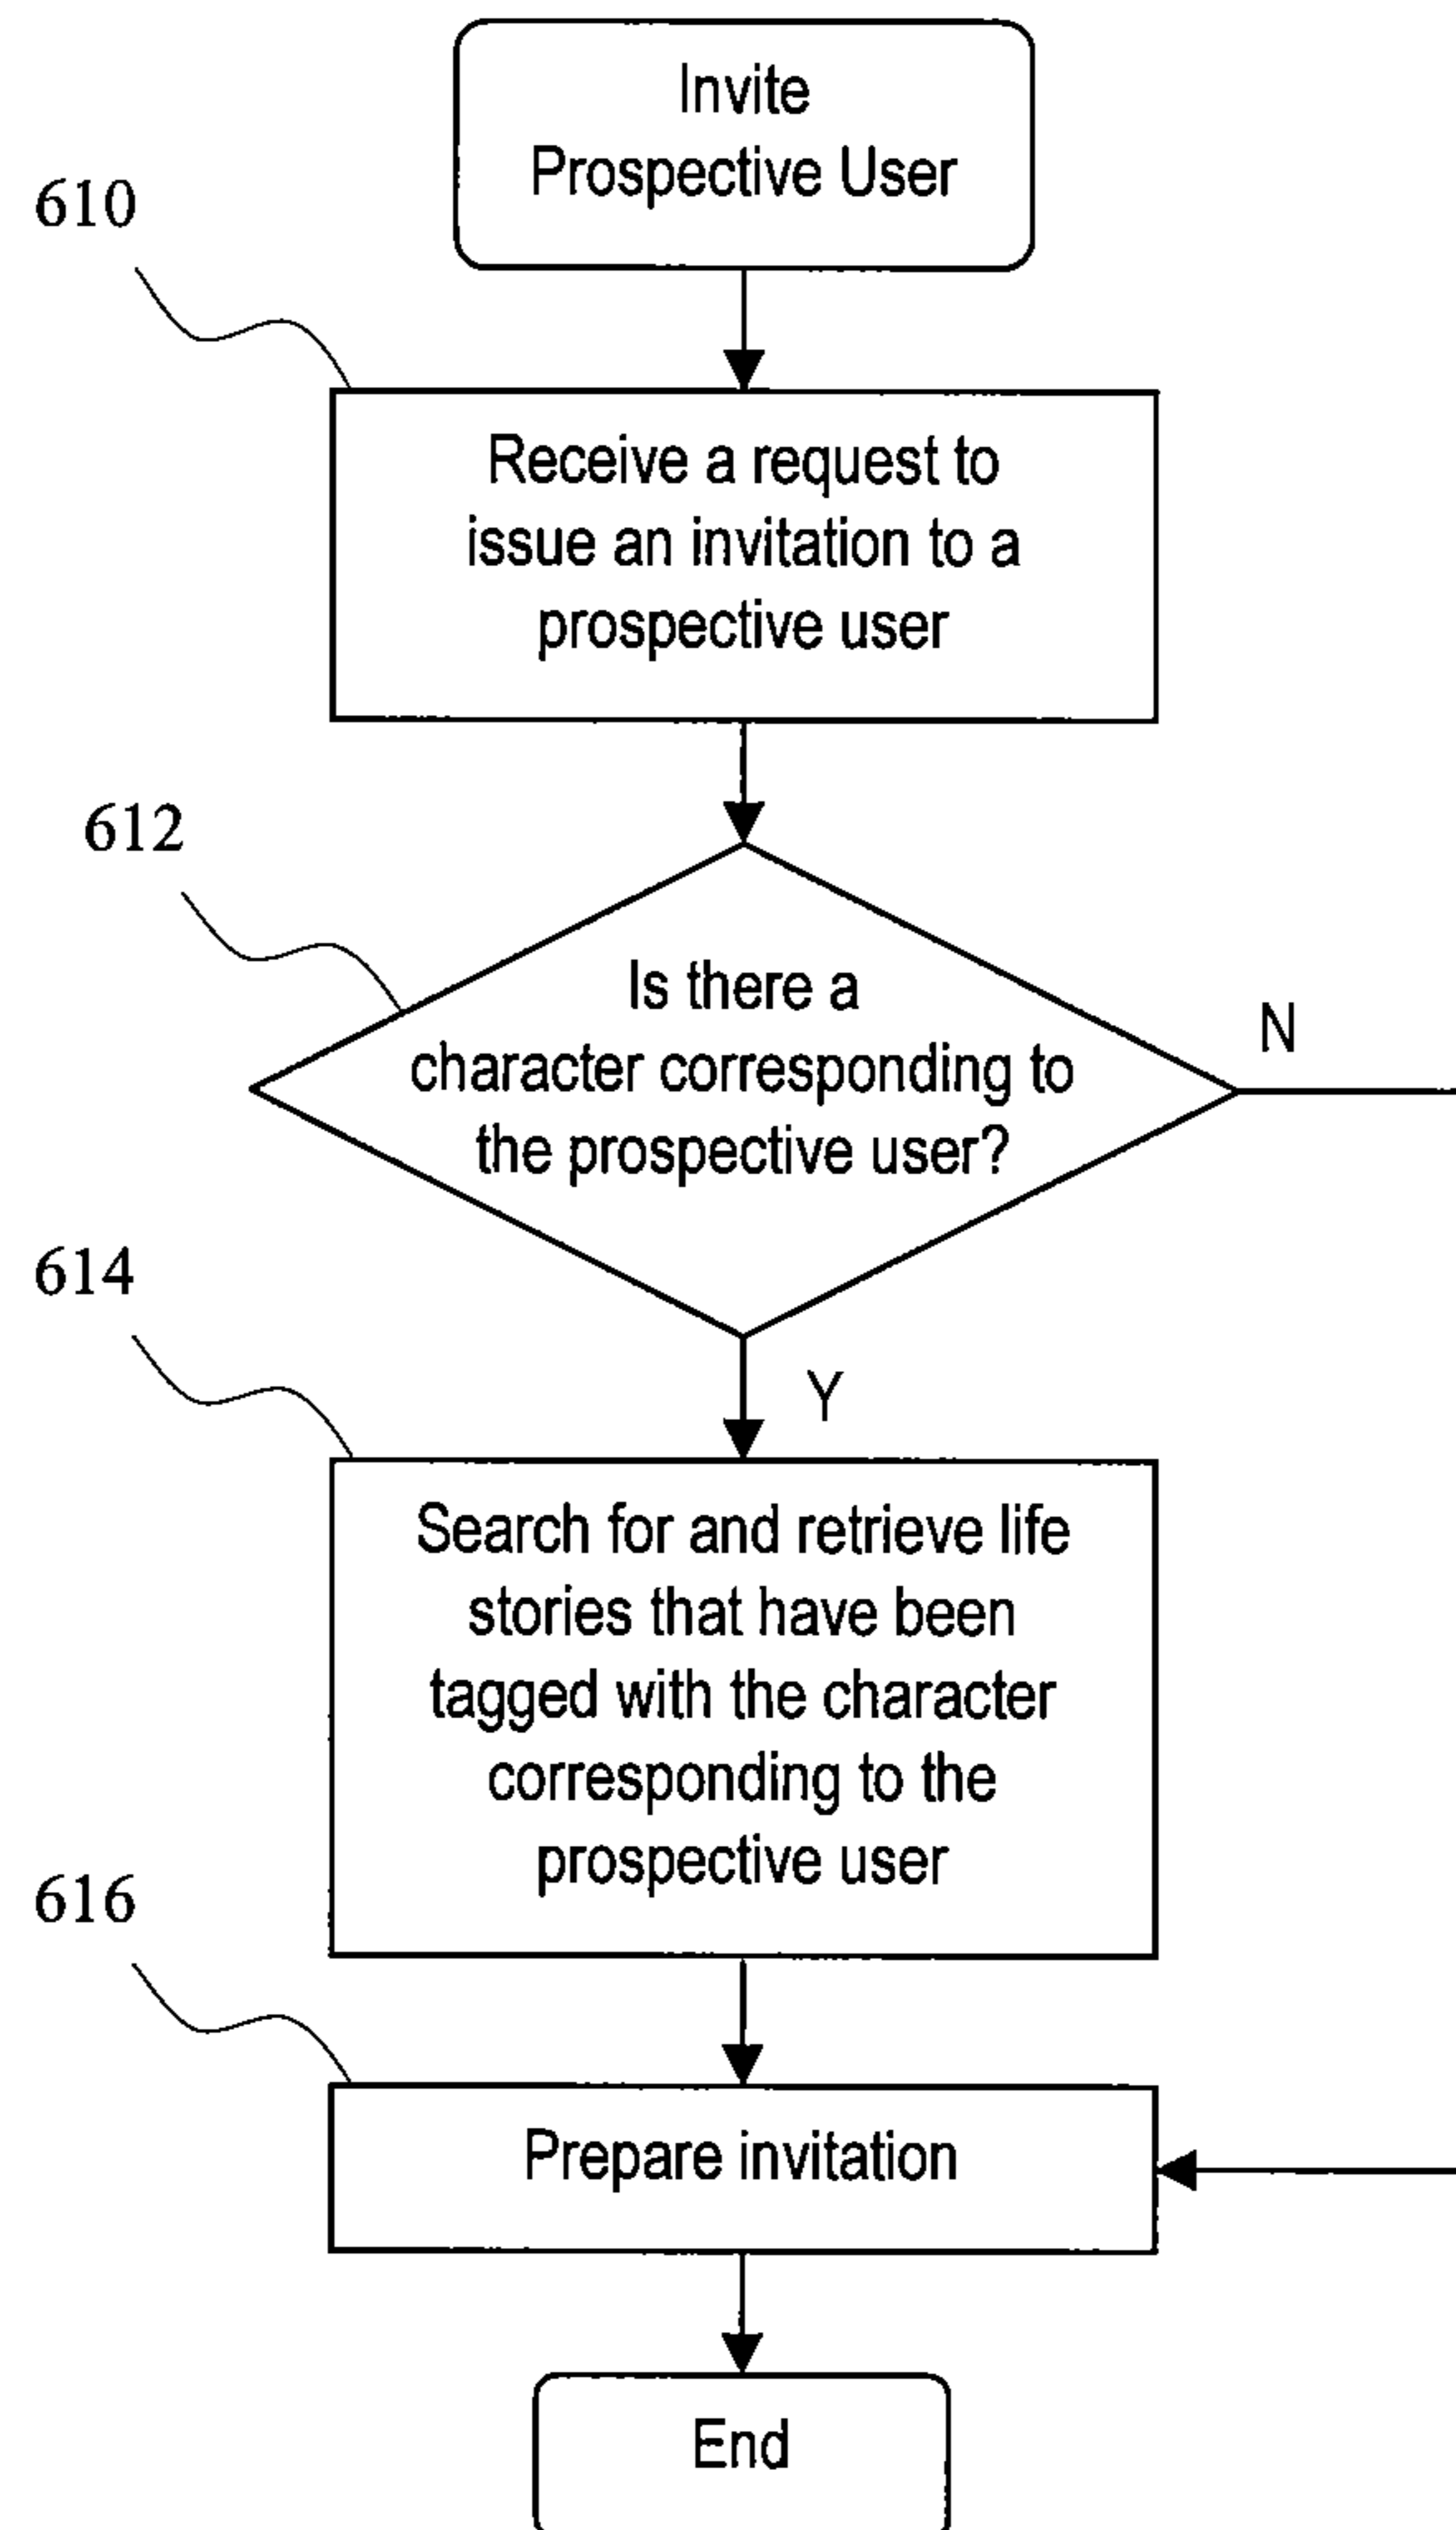 Invite
Prospective User
610
Receive a request to
issue an invitation to a
prospective user
612
Is there a
character corresponding to
the prospective user?
N
Y
614
Search for and retrieve life
stories that have been
tagged with the character
corresponding to the
prospective user
616
Prepare invitation
End